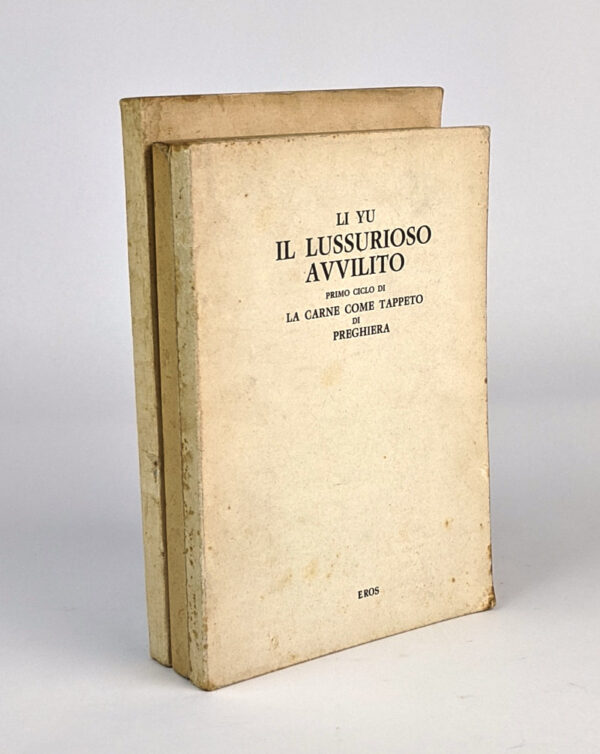 LI YU
IL LUSSURIOSO
AVVILITO
PRIMO CICLO DI
LA CARNE COME TAPPETO
DI
PREGHIERA
EROS